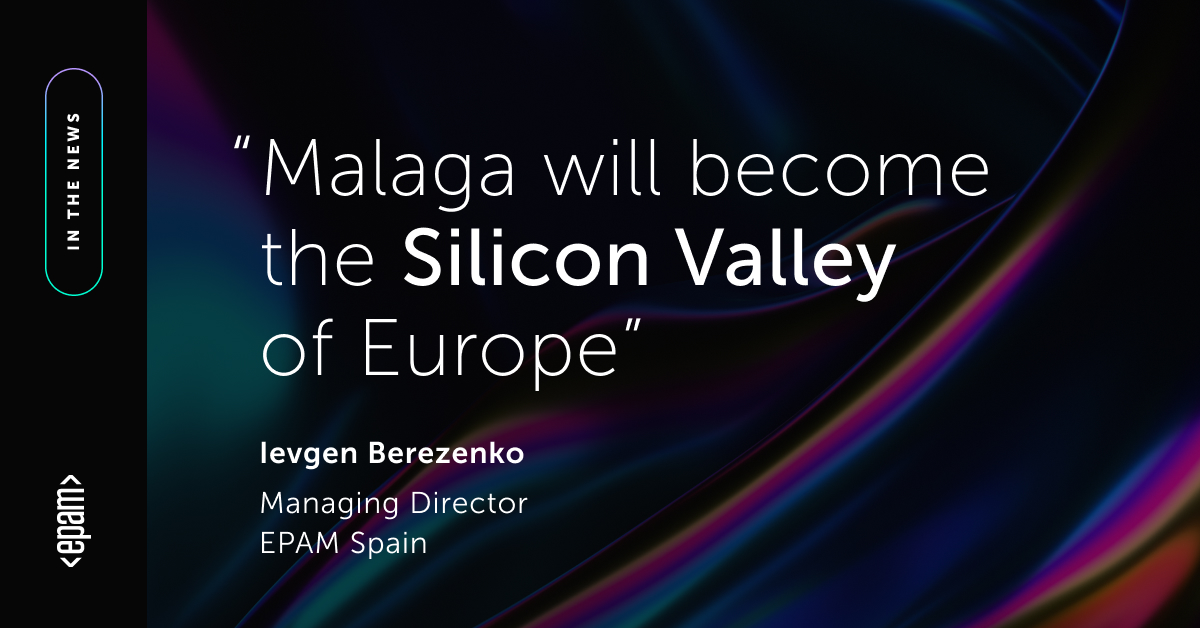 IN THE NEWS
“Malaga will become
the Silicon Valley
of Europe”
Ievgen Berezenko
Managing Director
EPAM Spain
<epam>